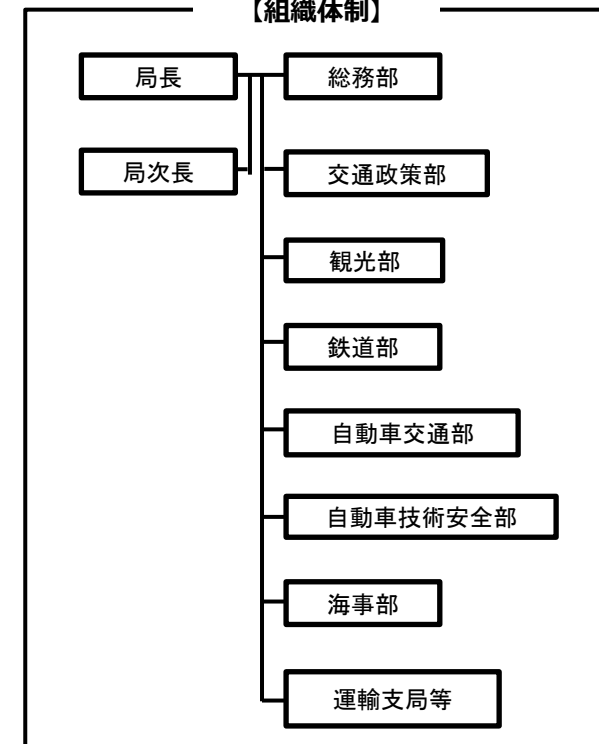 【組織体制】
局長
総務部
局次長
交通政策部
観光部
鉄道部
自動車交通部
自動車技術安全部
海事部
運輸支局等